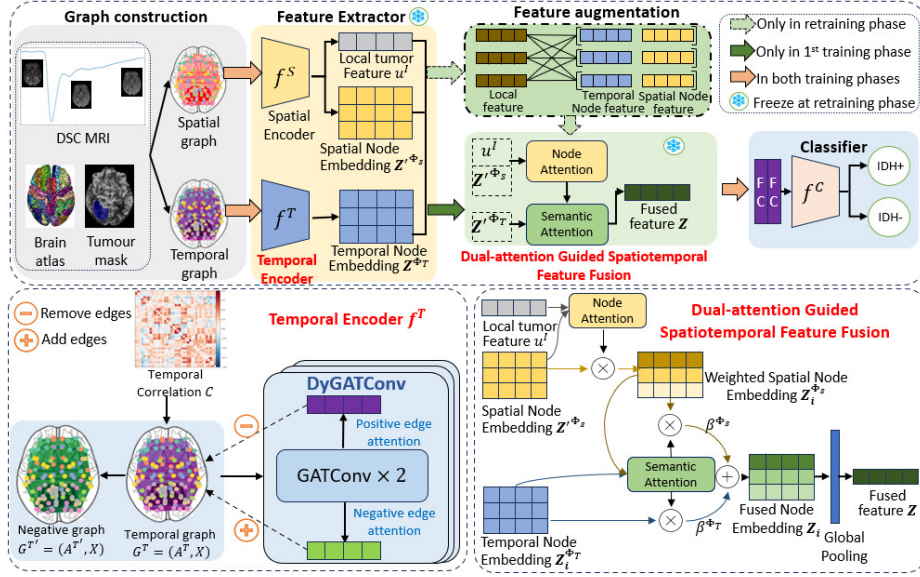 Graph construction
DSC MRI
Brain
atlas
Tumour
mask
Spatial
graph
Temporal
graph
Feature Extractor
f^S
Spatial
Encoder
Local tumor
Feature u^I
Spatial Node
Embedding Z'^Φs
f^T
Temporal
Encoder
Temporal Node
Embedding Z^ΦT
Feature augmentation
Local
feature
Temporal
Node feature
Spatial Node
feature
u^I
Z'^Φs
Z'^ΦT
Node
Attention
Semantic
Attention
Fused
feature Z
Dual-attention Guided Spatiotemporal
Feature Fusion
Only in retraining phase
Only in 1st training phase
In both training phases
Freeze at retraining phase
Classifier
F
C
F
C
f^C
IDH+
IDH-
Remove edges
Add edges
Temporal
Correlation C
Temporal Encoder f^T
DyGATConv
Positive edge
attention
GATConv × 2
Negative edge
attention
Negative graph
G^T' = (A^T', X)
Temporal graph
G^T = (A^T, X)
Dual-attention Guided
Spatiotemporal Feature Fusion
Local tumor
Feature u^I
Node
Attention
Spatial Node
Embedding Z'^Φs
Weighted Spatial Node
Embedding Z_i^Φs
β^Φs
Semantic
Attention
β^ΦT
Temporal Node
Embedding Z_i^ΦT
Fused Node
Embedding Z_i
Global
Pooling
Fused
feature Z